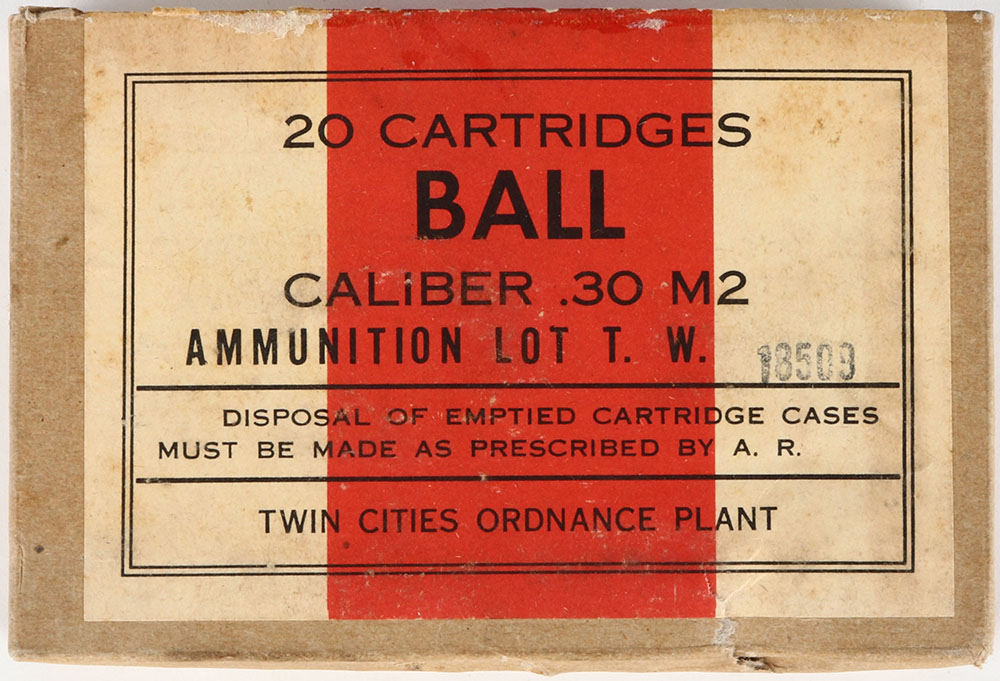 20 CARTRIDGES
BALL
CALIBER .30 M2
AMMUNITION LOT T. W. 18509
DISPOSAL OF EMPTIED CARTRIDGE CASES
MUST BE MADE AS PRESCRIBED BY A. R.
TWIN CITIES ORDNANCE PLANT